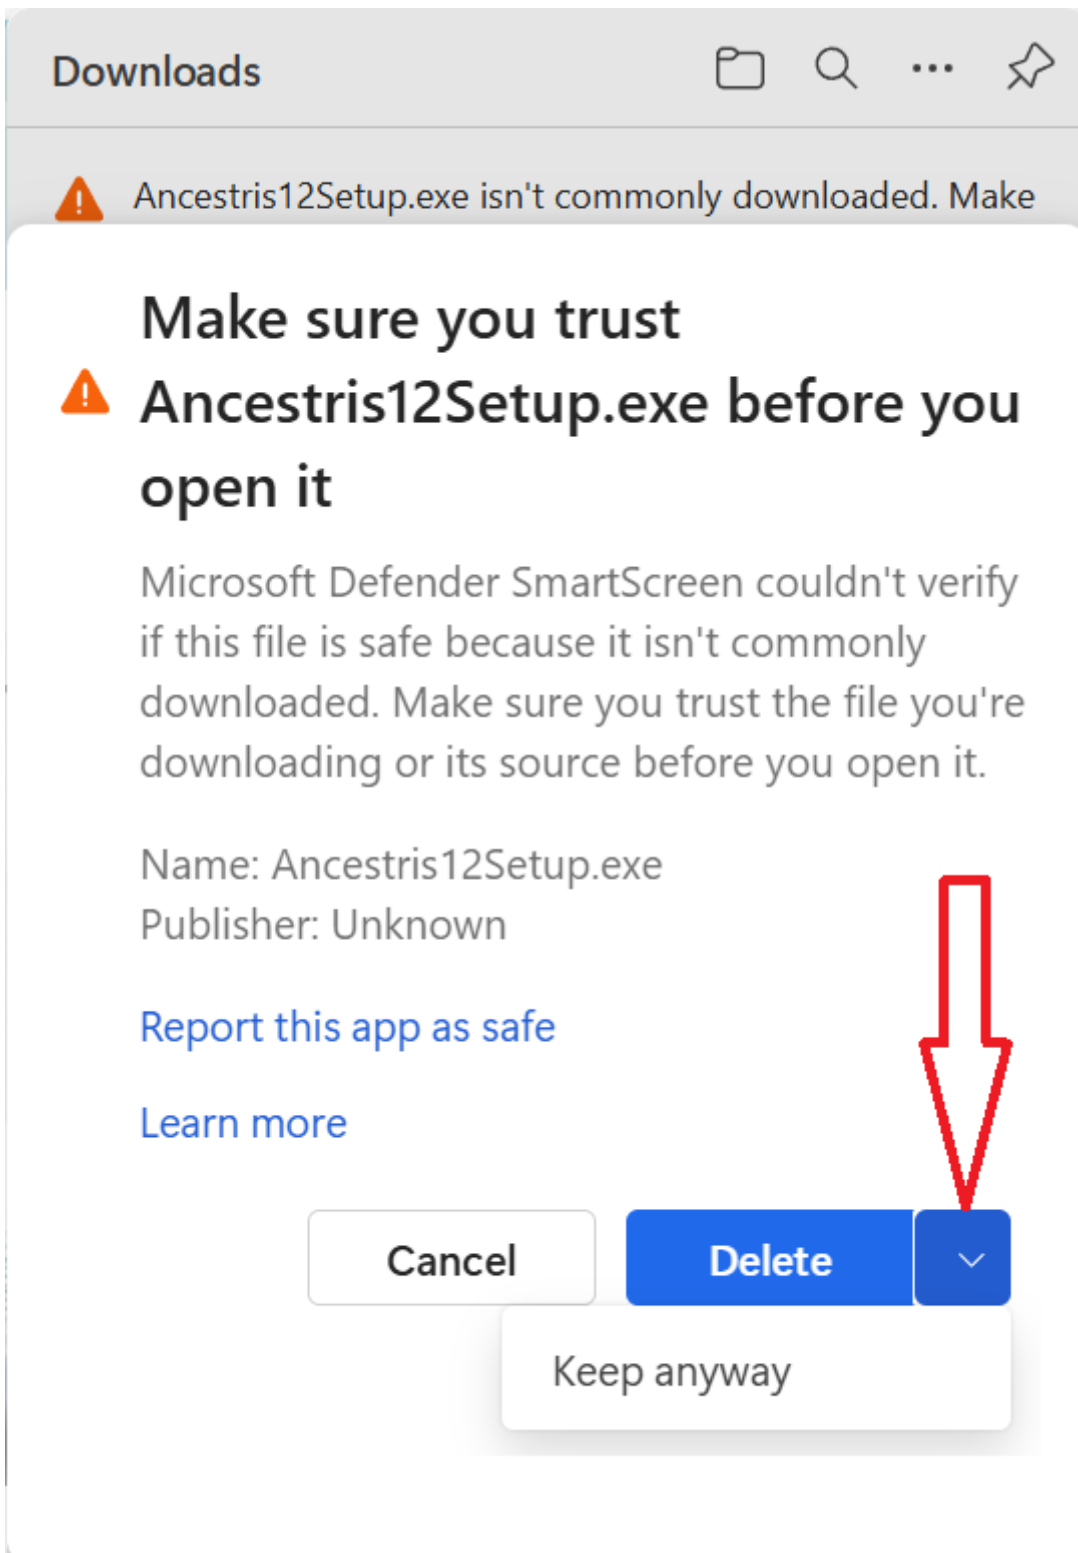 Downloads
Ancestris12Setup.exe isn't commonly downloaded. Make
Make sure you trust
Ancestris12Setup.exe before you
open it
Microsoft Defender SmartScreen couldn't verify
if this file is safe because it isn't commonly
downloaded. Make sure you trust the file you're
downloading or its source before you open it.
Name: Ancestris12Setup.exe
Publisher: Unknown
Report this app as safe
Learn more
Cancel
Delete
Keep anyway